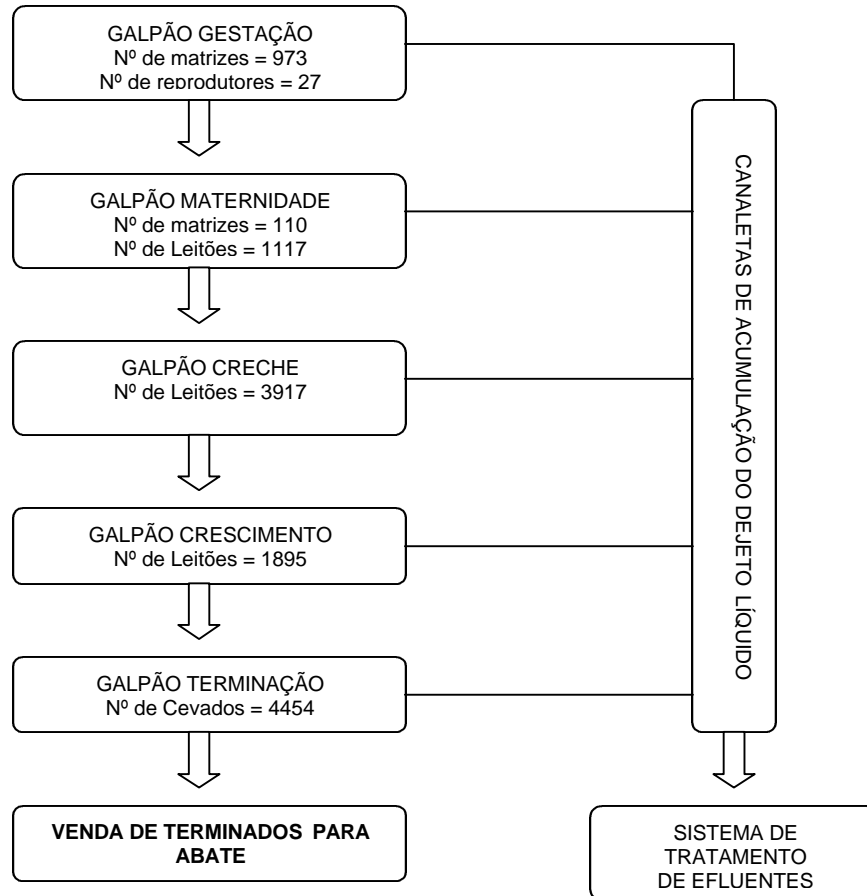 GALPÃO GESTAÇÃO
Nº de matrizes = 973
Nº de reprodutores = 27
GALPÃO MATERNIDADE
Nº de matrizes = 110
Nº de Leitões = 1117
GALPÃO CRECHE
Nº de Leitões = 3917
GALPÃO CRESCIMENTO
Nº de Leitões = 1895
GALPÃO TERMINAÇÃO
Nº de Cevados = 4454
VENDA DE TERMINADOS PARA
ABATE
CANALETAS DE ACUMULAÇÃO DO DEJETO LÍQUIDO
SISTEMA DE
TRATAMENTO
DE EFLUENTES